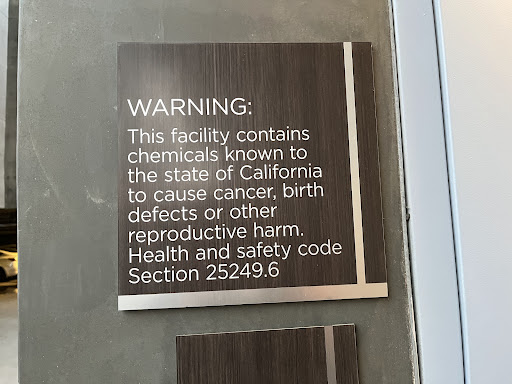 WARNING:
This facility contains
chemicals known to
the state of California
to cause cancer, birth
defects or other
reproductive harm.
Health and safety code
Section 25249.6